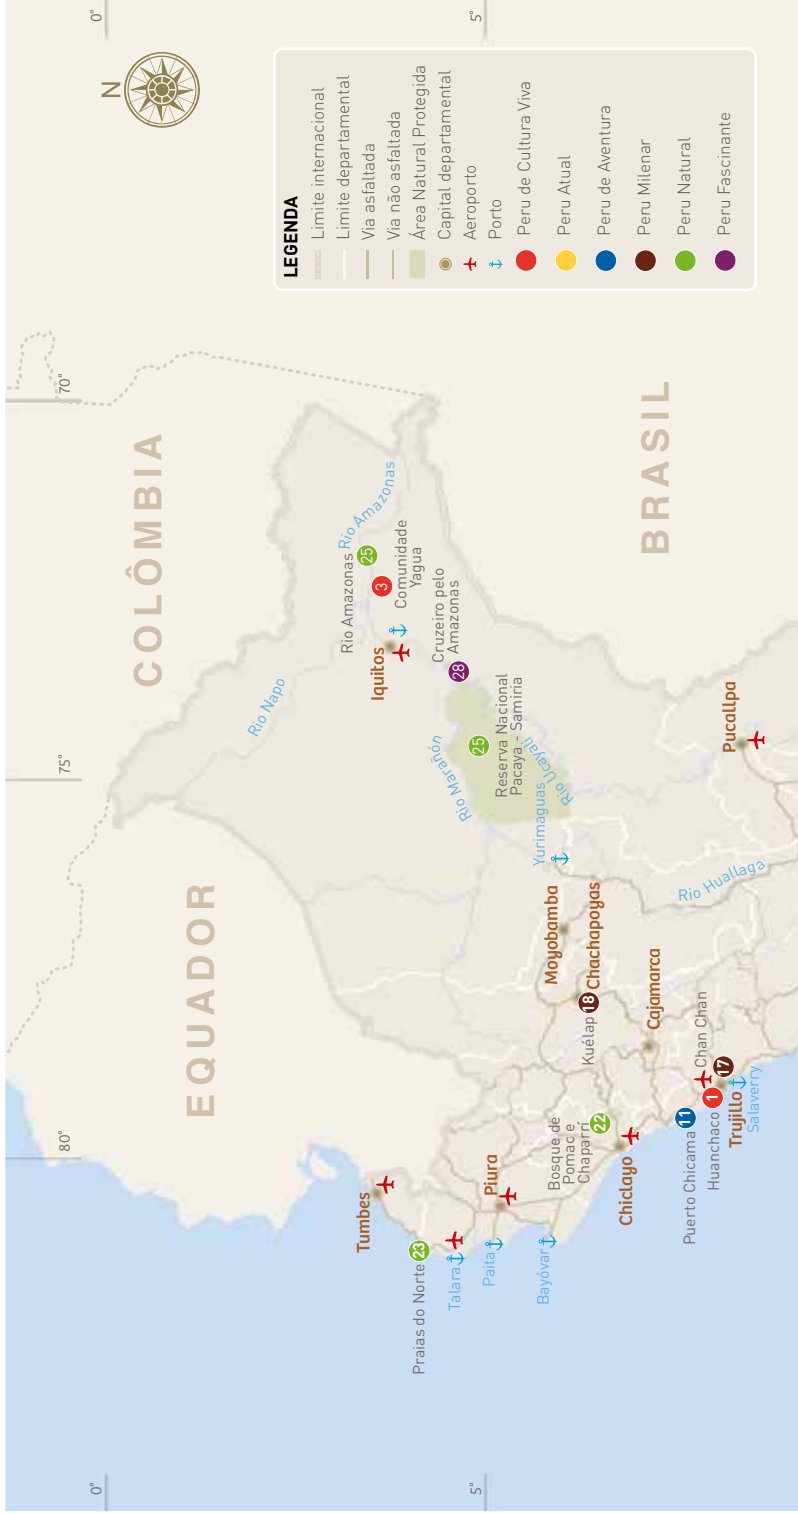 0°
5°
N
LEGENDA
Limite internacional
Limite departamental
Via asfaltada
Via não asfaltada
Área Natural Protegida
Capital departamental
Aeroporto
Porto
Peru de Cultura Viva
Peru Atual
Peru de Aventura
Peru Milenar
Peru Natural
Peru Fascinante
70°
75°
80°
COLÔMBIA
EQUADOR
BRASIL
Rio Amazonas
Rio Amazonas
25
3
Comunidade
Yagua
Iquitos
Cruzeiro pelo
Amazonas
28
Rio Napo
Rio Marañón
25
Reserva Nacional
Pacaya - Samiria
Rio Ucayali
Yurimaguas
Pucallpa
Rio Huallaga
Moyobamba
Chachapoyas
18
Kuélap
Cajamarca
Chan Chan
17
1
Huanchaco
Trujillo
Salaverry
11
Puerto Chicama
22
Bosque de
Pomac e
Chaparrí
Chiclayo
Piura
Tumbes
23
Praias do Norte
Talara
Paita
Bayóvar
0°
5°